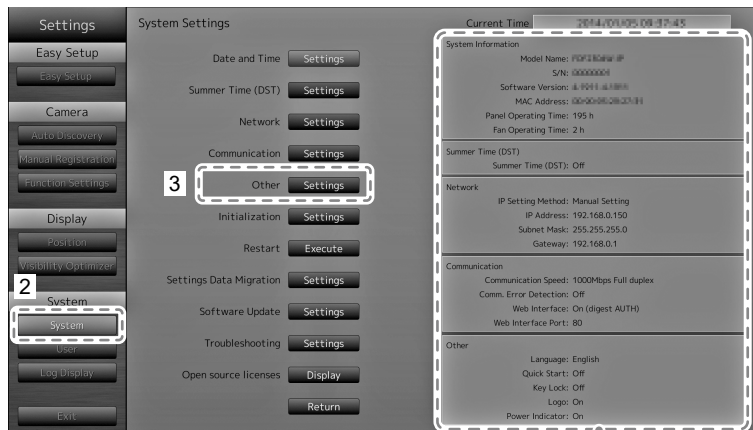 Settings
Easy Setup
Easy Setup
Camera
Auto Discovery
Manual Registration
Function Settings
Display
Position
Visibility Optimizer
2
System
System
User
Log Display
Exit
System Settings
Date and Time Settings
Summer Time (DST) Settings
Network Settings
Communication Settings
3 Other Settings
Initialization Settings
Restart Execute
Settings Data Migration Settings
Software Update Settings
Troubleshooting Settings
Open source licenses Display
Return
Current Time 2014/01/05 09:37:43
System Information
Model Name:
S/N: 00000001
Software Version:
MAC Address:
Panel Operating Time: 195 h
Fan Operating Time: 2 h
Summer Time (DST)
Summer Time (DST): Off
Network
IP Setting Method: Manual Setting
IP Address: 192.168.0.150
Subnet Mask: 255.255.255.0
Gateway: 192.168.0.1
Communication
Communication Speed: 1000Mbps Full duplex
Comm. Error Detection: Off
Web Interface: On (digest AUTH)
Web Interface Port: 80
Other
Language: English
Quick Start: Off
Key Lock: Off
Logo: On
Power Indicator: On